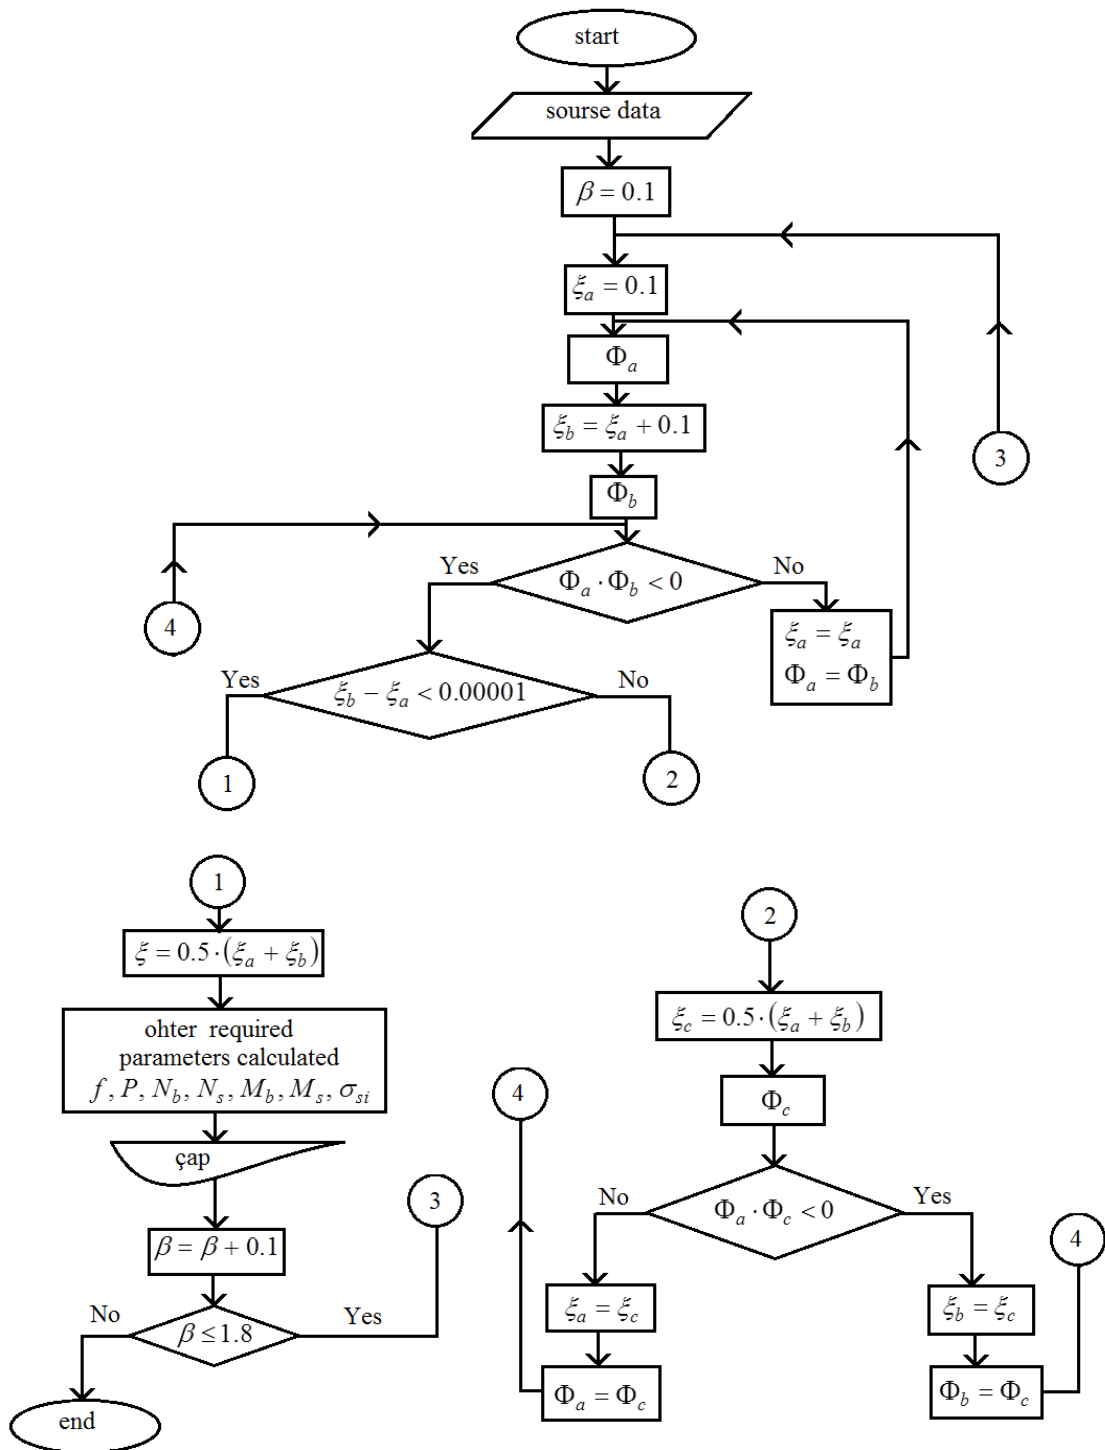 start
sourse data
β = 0.1
ξa = 0.1
Φa
ξb = ξa + 0.1
3
Φb
Yes
Φa · Φb < 0
No
4
ξa = ξa
Φa = Φb
Yes
ξb − ξa < 0.00001
No
1
2
1
ξ = 0.5 · (ξa + ξb)
ohter required
parameters calculated
f, P, Nb, Ns, Mb, Ms, σsi
çap
3
β = β + 0.1
No
β ≤ 1.8
Yes
end
2
ξc = 0.5 · (ξa + ξb)
4
Φc
No
Φa · Φc < 0
Yes
4
ξa = ξc
ξb = ξc
Φa = Φc
Φb = Φc